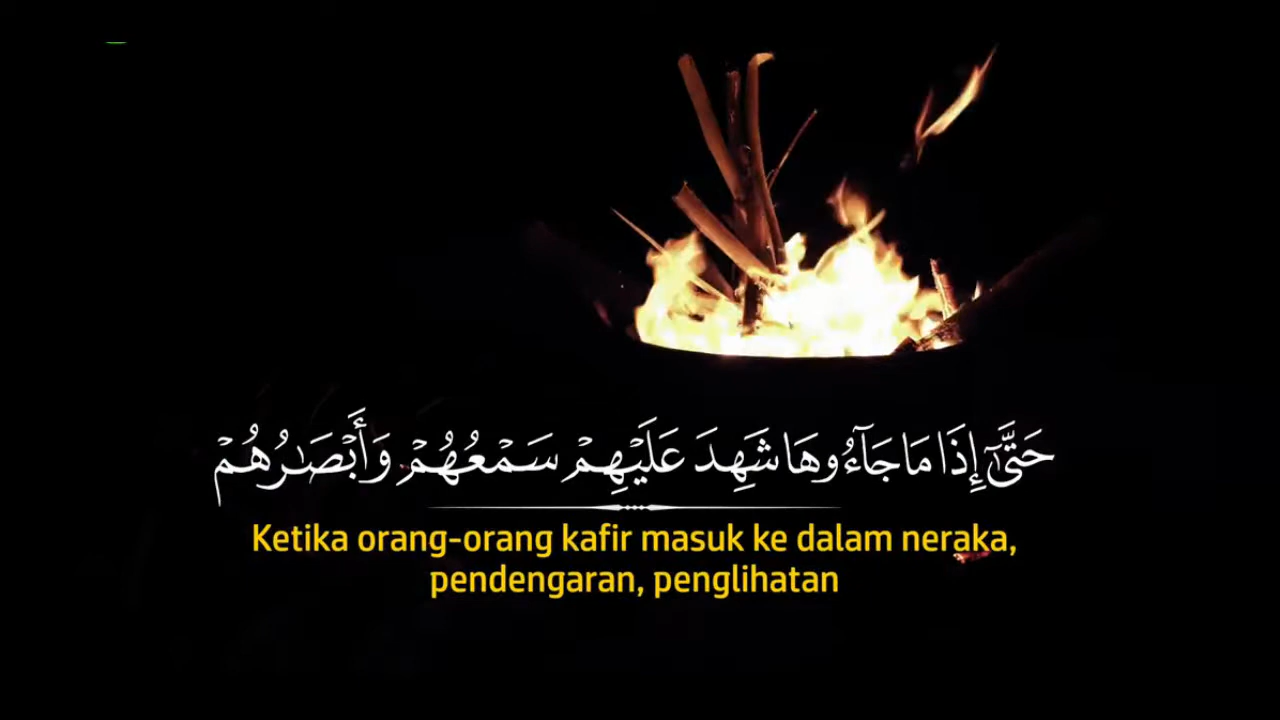 حَتَّىٰٓ إِذَا مَا جَآءُوهَا شَهِدَ عَلَيْهِمْ سَمْعُهُمْ وَأَبْصَـٰرُهُمْ
Ketika orang-orang kafir masuk ke dalam neraka,
pendengaran, penglihatan